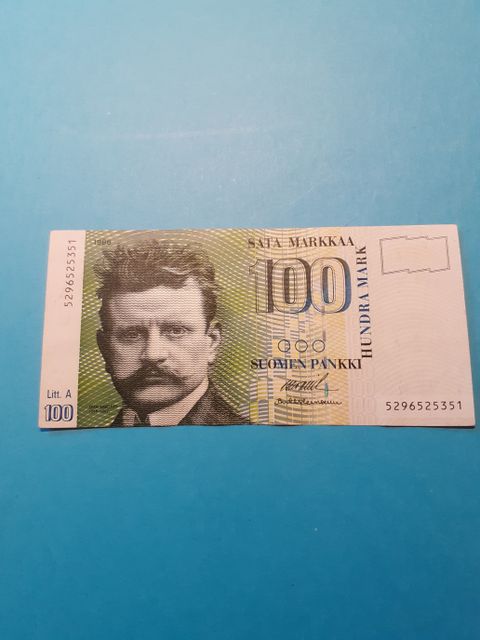 5296525351
1986
SATA MARKKAA
100
HUNDRA MARK
SUOMEN PANKKI
Litt. A
100
5296525351